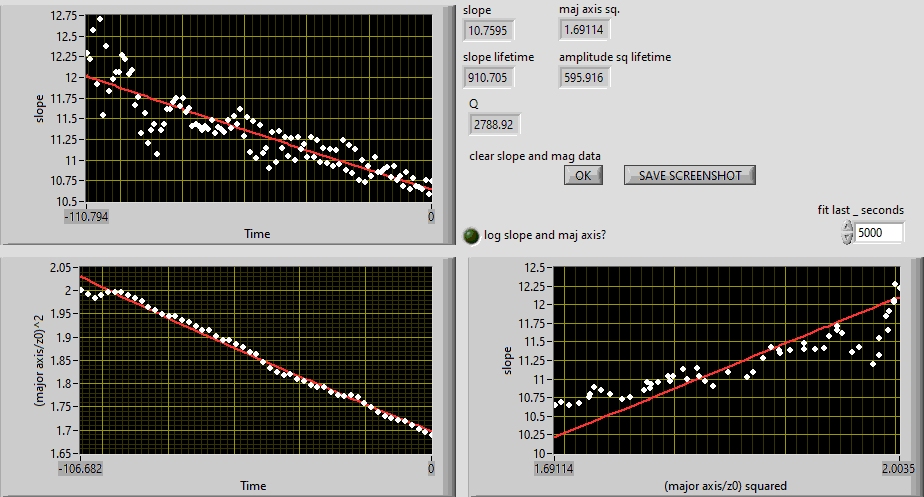 12.75
12.5
12.25
12
11.75
11.5
11.25
11
10.75
10.5
slope
-110.794
0
Time
slope
maj axis sq.
10.7595
1.69114
slope lifetime
amplitude sq lifetime
910.705
595.916
Q
2788.92
clear slope and mag data
OK
SAVE SCREENSHOT
fit last _ seconds
5000
log slope and maj axis?
2.05
2
1.95
1.9
1.85
1.8
1.75
1.7
1.65
(major axis/z0)^2
-106.682
0
Time
12.5
12.25
12
11.75
11.5
11.25
11
10.75
10.5
10.25
10
slope
1.69114
2.0035
(major axis/z0) squared